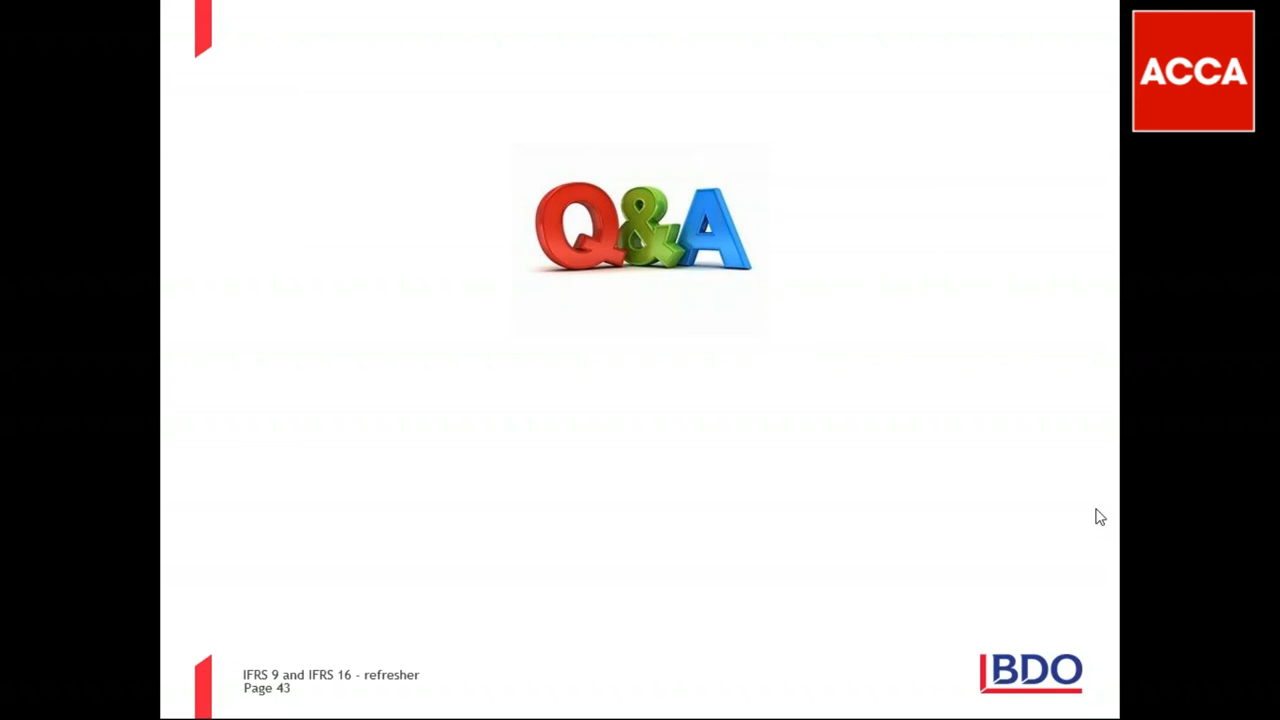 ACCA
Q&A
IFRS 9 and IFRS 16 - refresher
Page 43
BDO